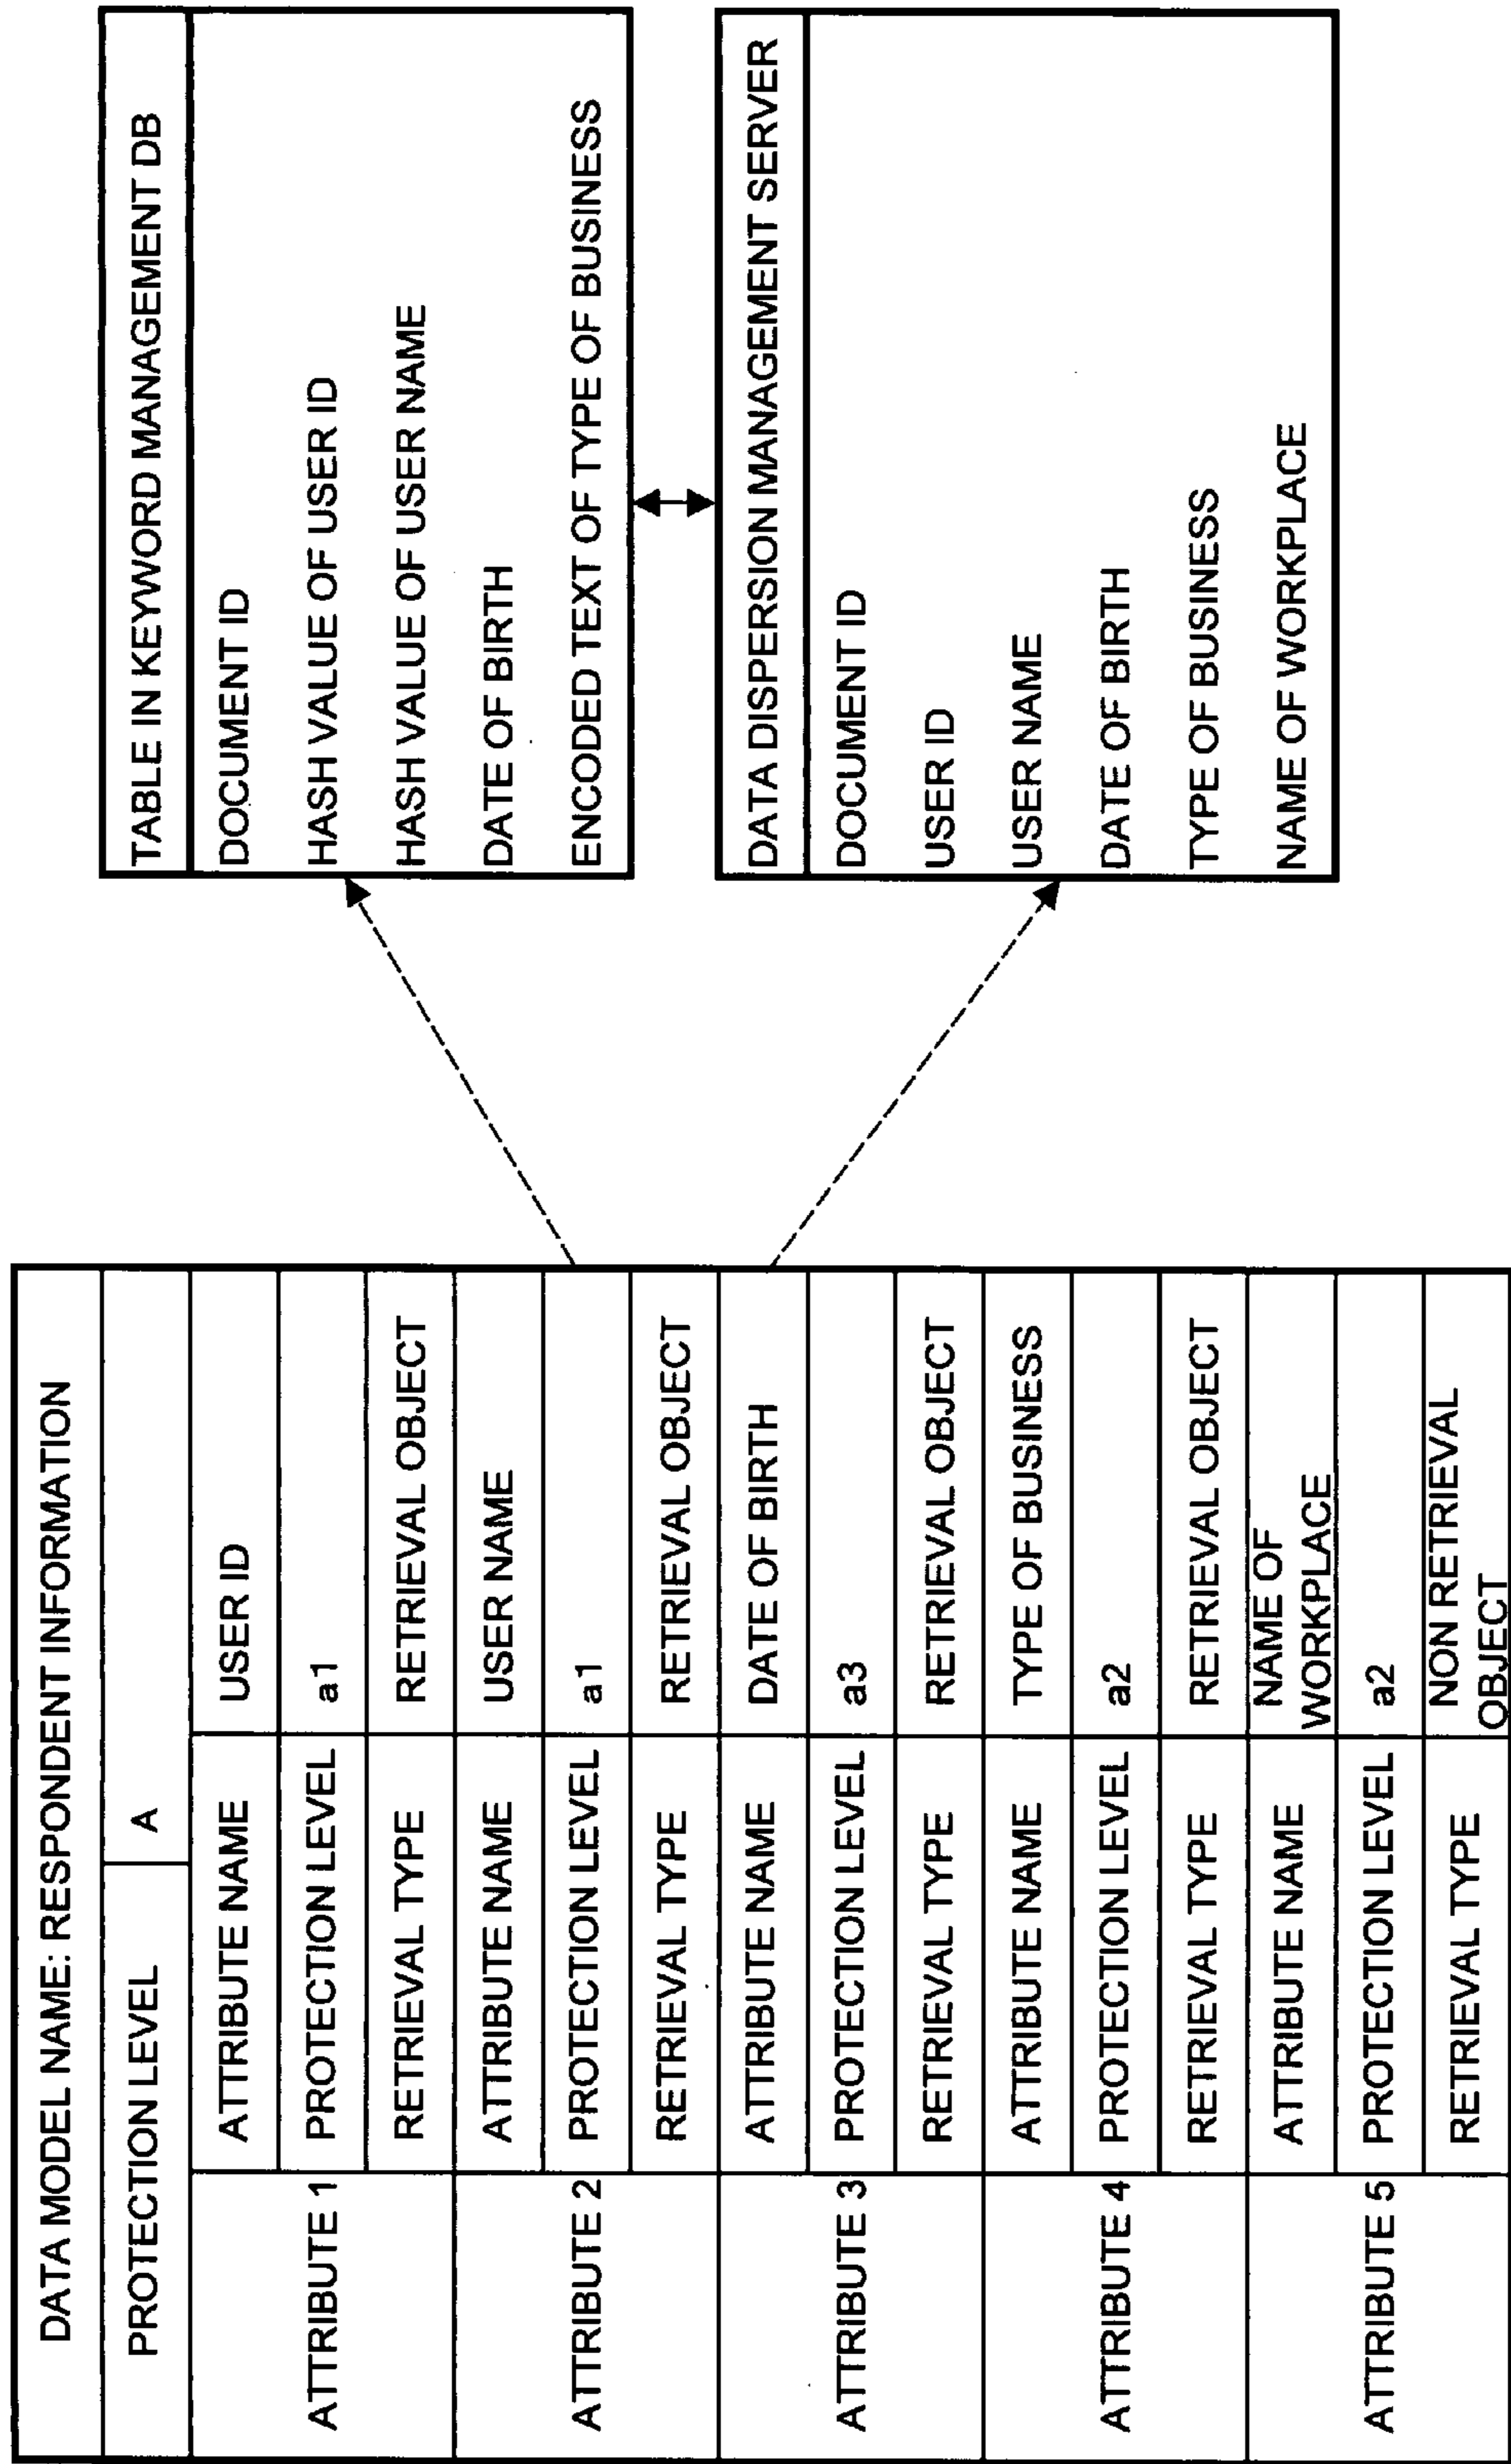 DATA MODEL NAME: RESPONDENT INFORMATION
PROTECTION LEVEL A
ATTRIBUTE 1
ATTRIBUTE NAME USER ID
PROTECTION LEVEL a1
RETRIEVAL TYPE RETRIEVAL OBJECT
ATTRIBUTE 2
ATTRIBUTE NAME USER NAME
PROTECTION LEVEL a1
RETRIEVAL TYPE RETRIEVAL OBJECT
ATTRIBUTE 3
ATTRIBUTE NAME DATE OF BIRTH
PROTECTION LEVEL a3
RETRIEVAL TYPE RETRIEVAL OBJECT
ATTRIBUTE 4
ATTRIBUTE NAME TYPE OF BUSINESS
PROTECTION LEVEL a2
RETRIEVAL TYPE RETRIEVAL OBJECT
ATTRIBUTE 5
ATTRIBUTE NAME NAME OF
WORKPLACE
PROTECTION LEVEL a2
RETRIEVAL TYPE NON RETRIEVAL
OBJECT
TABLE IN KEYWORD MANAGEMENT DB
DOCUMENT ID
HASH VALUE OF USER ID
HASH VALUE OF USER NAME
DATE OF BIRTH
ENCODED TEXT OF TYPE OF BUSINESS
DATA DISPERSION MANAGEMENT SERVER
DOCUMENT ID
USER ID
USER NAME
DATE OF BIRTH
TYPE OF BUSINESS
NAME OF WORKPLACE